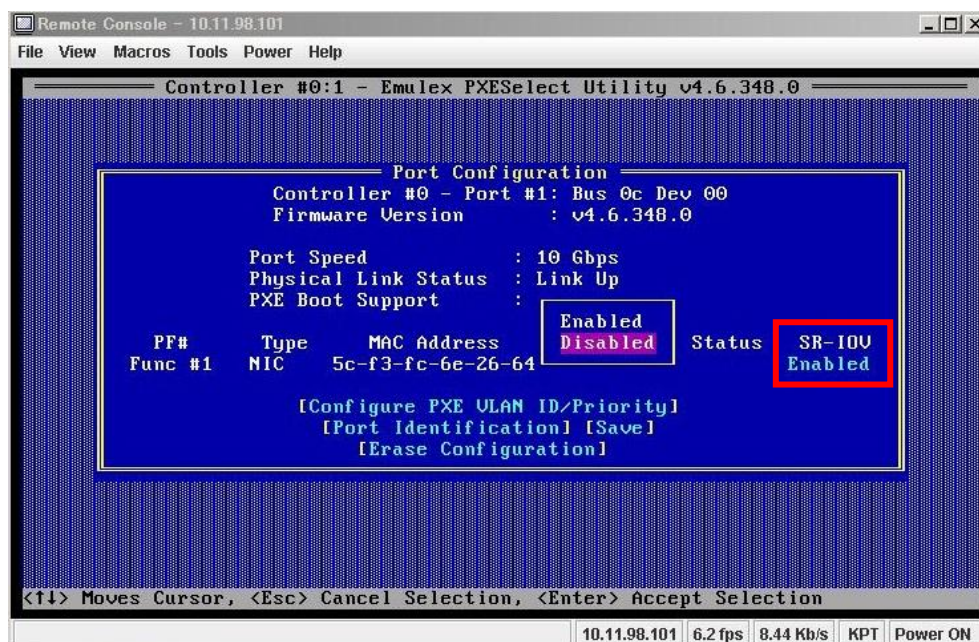 Remote Console - 10.11.98.101
File View Macros Tools Power Help
Controller #0:1 - Emulex PXESelect Utility v4.6.348.0
Port Configuration
Controller #0 - Port #1: Bus 0c Dev 00
Firmware Version : v4.6.348.0
Port Speed : 10 Gbps
Physical Link Status : Link Up
PXE Boot Support :
Enabled
PF# Type MAC Address Disabled Status SR-IOV
Func #1 NIC 5c-f3-fc-6e-26-64 Enabled
[Configure PXE VLAN ID/Priority]
[Port Identification] [Save]
[Erase Configuration]
<↑↓> Moves Cursor, <Esc> Cancel Selection, <Enter> Accept Selection
10.11.98.101 6.2 fps 8.44 Kb/s KPT Power ON